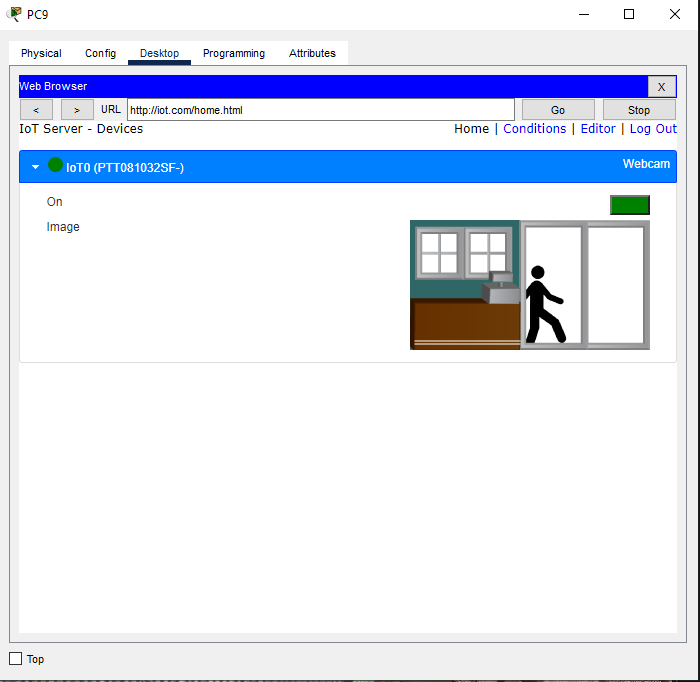 PC9
Physical Config Desktop Programming Attributes
Web Browser X
< > URL http://iot.com/home.html Go Stop
IoT Server - Devices Home | Conditions | Editor | Log Out
IoT0 (PTT081032SF-) Webcam
On
Image
Top